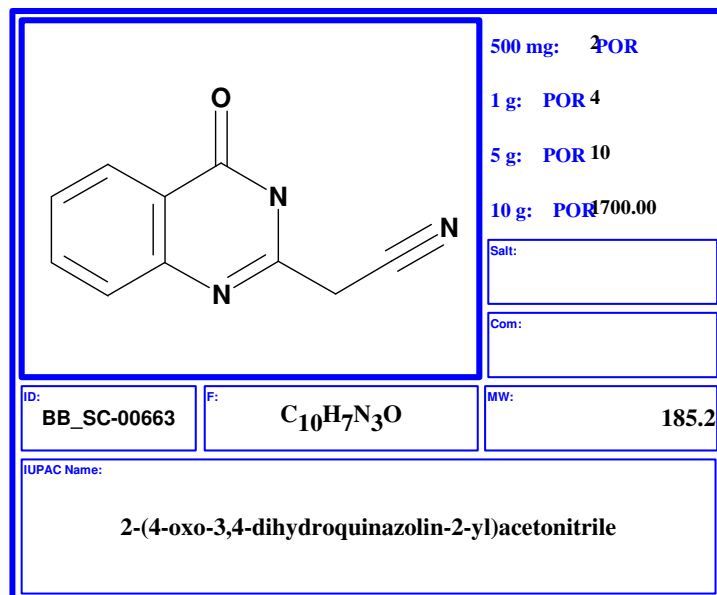 500 mg: 2 POR
1 g: POR 4
5 g: POR 10
10 g: POR 1700.00
O
N
N
N
Salt:
Com:
ID:
BB_SC-00663
F:
C10H7N3O
MW:
185.2
IUPAC Name:
2-(4-oxo-3,4-dihydroquinazolin-2-yl)acetonitrile